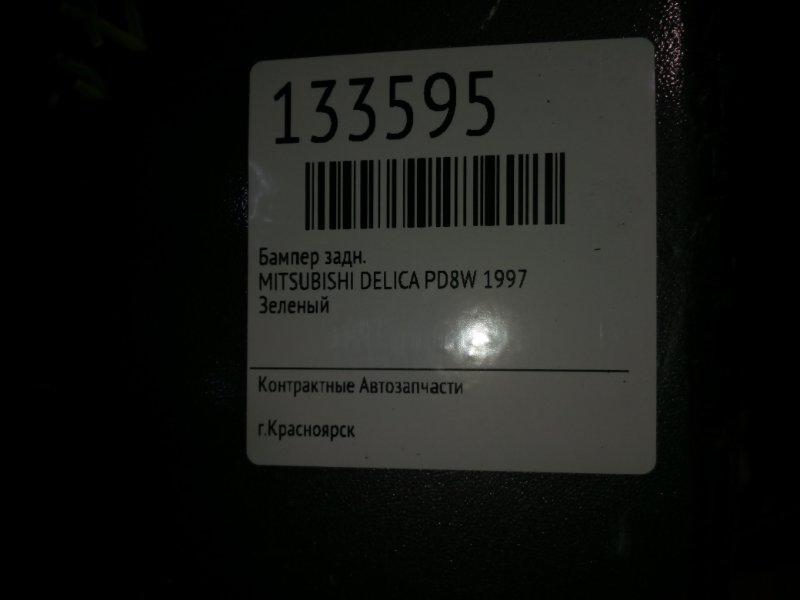 133595
Бампер задн.
MITSUBISHI DELICA PD8W 1997
Зеленый
Контрактные Автозапчасти
г.Красноярск